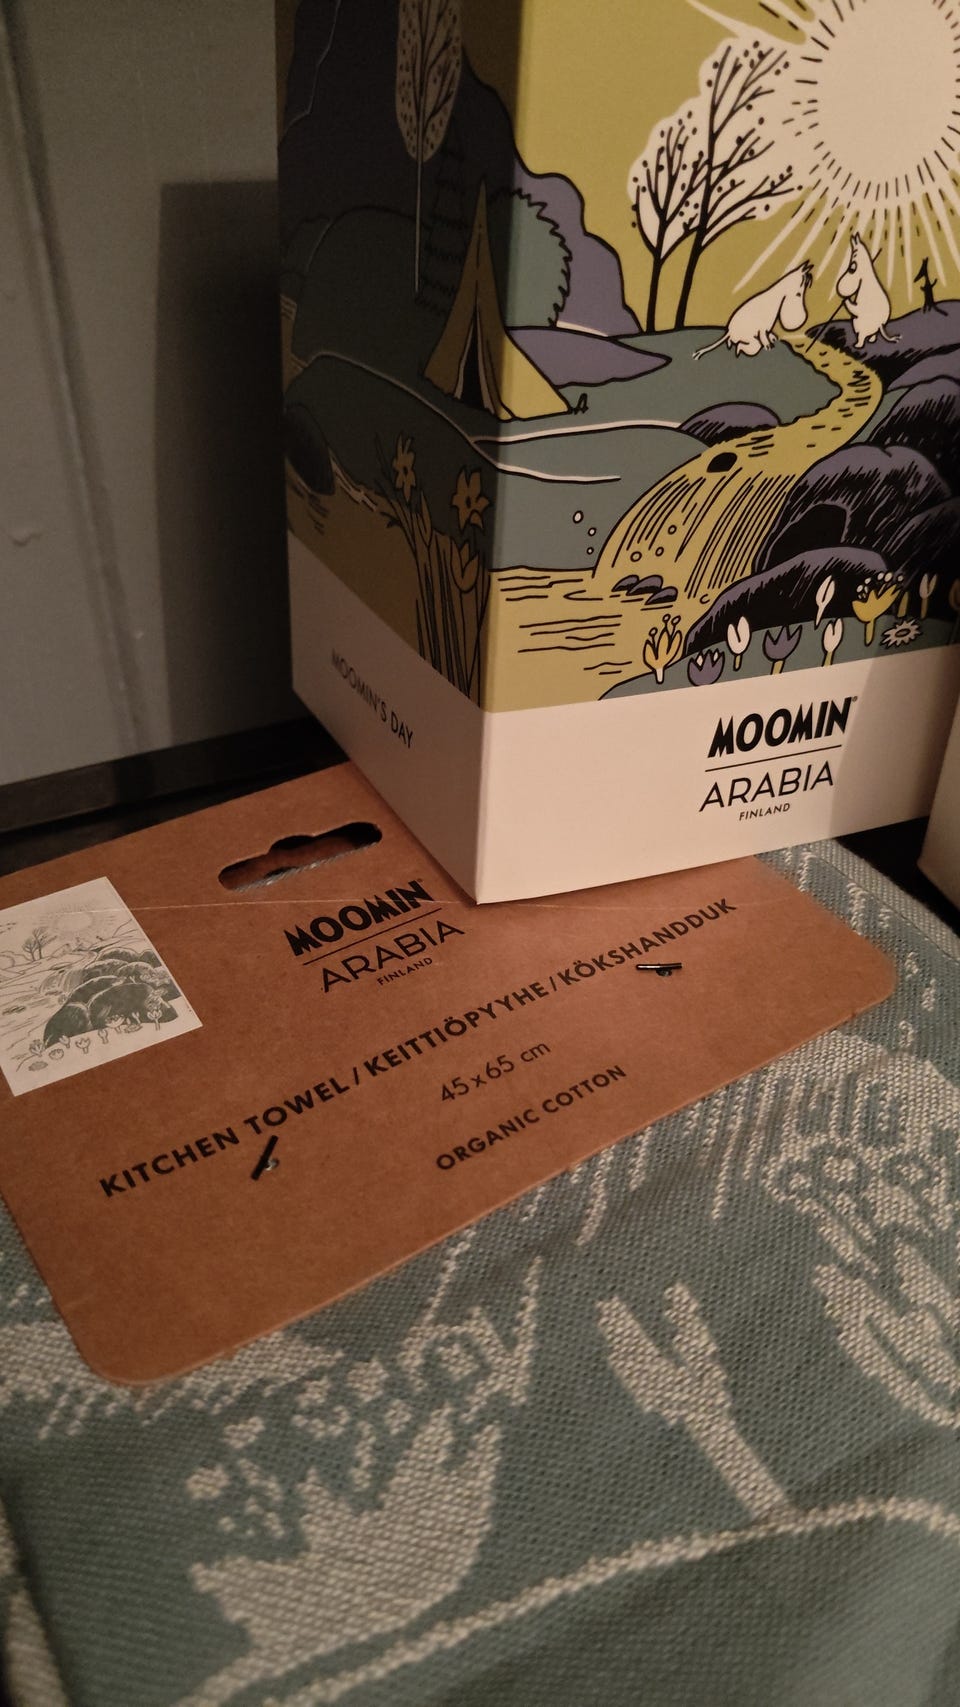 MOOMIN'S DAY
MOOMIN
ARABIA
FINLAND
MOOMIN
ARABIA
FINLAND
KITCHEN TOWEL / KEITTIÖPYYHE / KÖKSHANDDUK
45 x 65 cm
ORGANIC COTTON